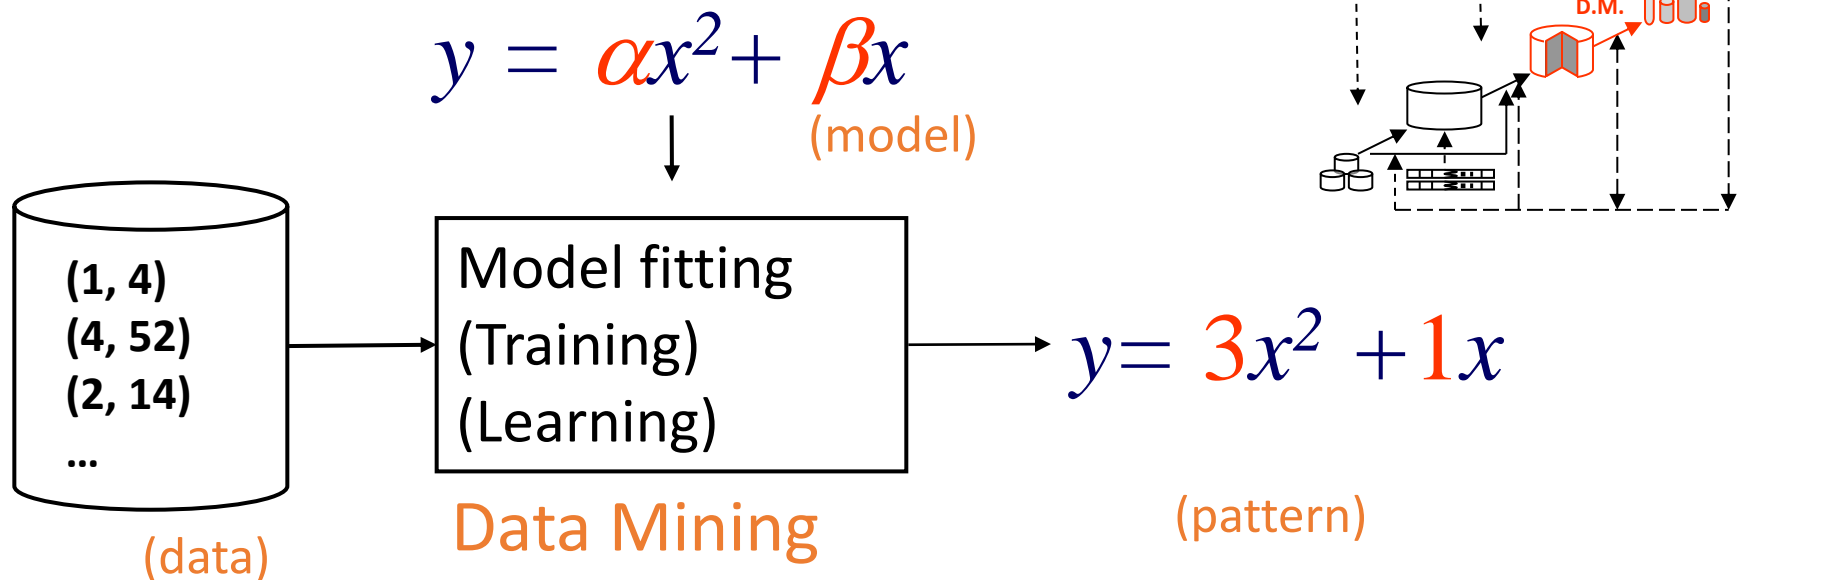 y = αx² + βx
(model)
D.M.
(1, 4)
(4, 52)
(2, 14)
...
(data)
Model fitting
(Training)
(Learning)
Data Mining
y= 3x² +1x
(pattern)